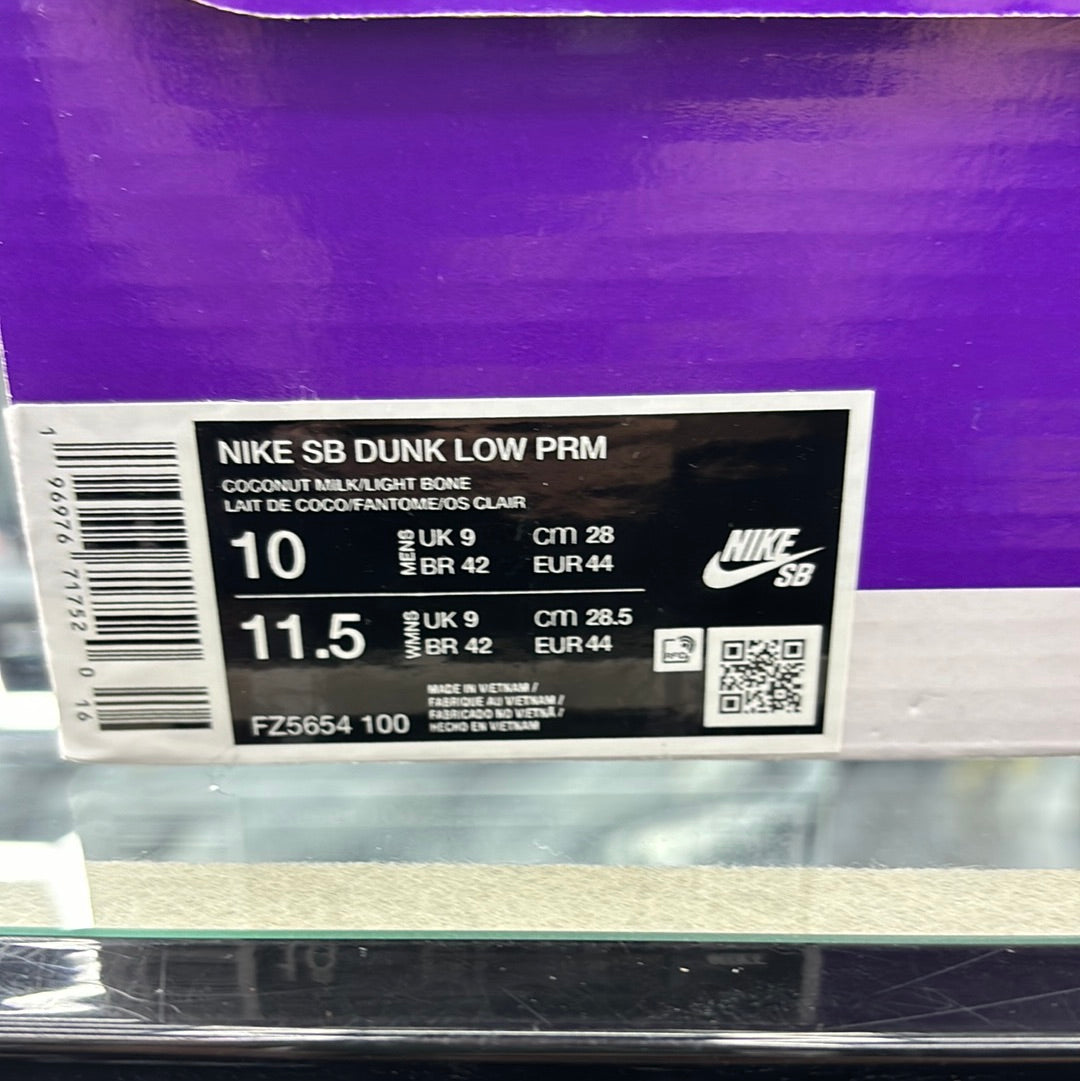 NIKE SB DUNK LOW PRM
COCONUT MILK/LIGHT BONE
LAIT DE COCO/FANTOME/OS CLAIR
10 MENS UK 9 cm 28
BR 42 EUR 44
11.5 WMNS UK 9 cm 28.5
BR 42 EUR 44
NIKE
SB
RFID
MADE IN VIETNAM /
FABRIQUE AU VIETNAM /
FABRICADO NO VIETNÃ /
HECHO EN VIETNAM
FZ5654 100
1 96976 71752 0 16